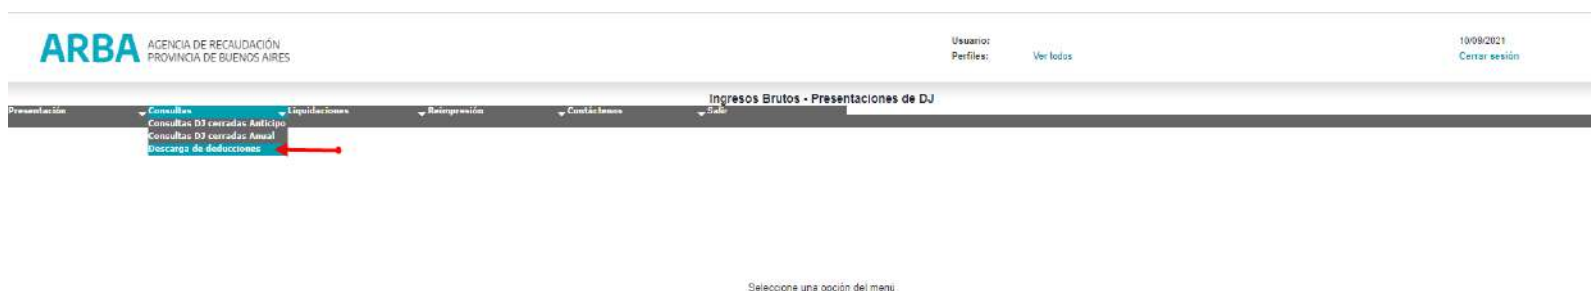 ARBA AGENCIA DE RECAUDACIÓN
PROVINCIA DE BUENOS AIRES
Usuario: 10/09/2021
Perfiles: Ver todos Cerrar sesión
Ingresos Brutos - Presentaciones de DJ
Presentación Consultas Liquidaciones Reimpresión Contáctenos Salir
Consultas DJ cerradas Anticipo
Consultas DJ cerradas Anual
Descarga de deducciones
Seleccione una opción del menú